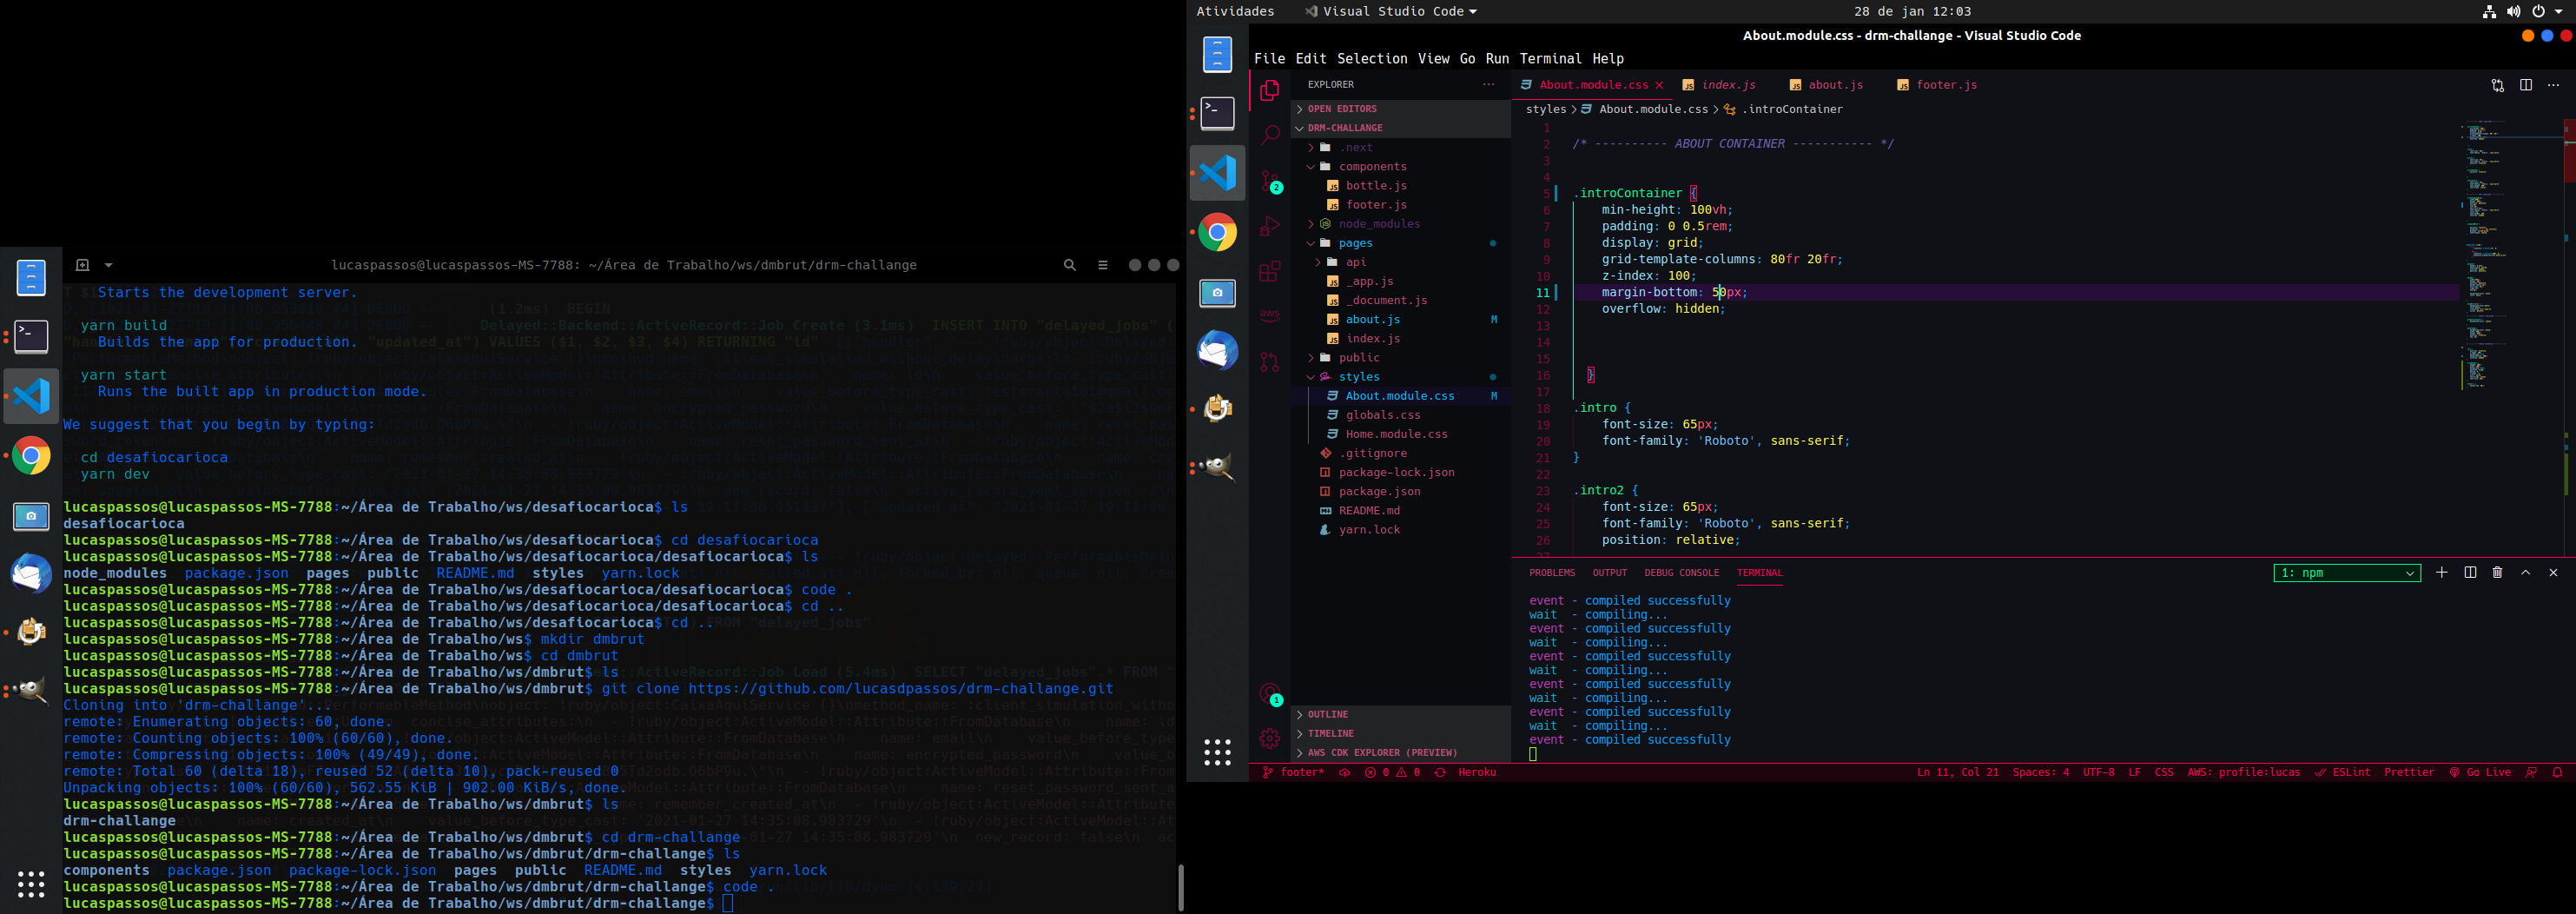 lucaspassos@lucaspassos-MS-7788: ~/Área de Trabalho/ws/dmbrut/drm-challange
Starts the development server.
yarn build
Builds the app for production.
yarn start
Runs the built app in production mode.
We suggest that you begin by typing:
cd desafiocarioca
yarn dev
lucaspassos@lucaspassos-MS-7788:~/Área de Trabalho/ws/desafiocarioca$ ls
desafiocarioca
lucaspassos@lucaspassos-MS-7788:~/Área de Trabalho/ws/desafiocarioca$ cd desafiocarioca
lucaspassos@lucaspassos-MS-7788:~/Área de Trabalho/ws/desafiocarioca/desafiocarioca$ ls
node_modules  package.json  pages  public  README.md  styles  yarn.lock
lucaspassos@lucaspassos-MS-7788:~/Área de Trabalho/ws/desafiocarioca/desafiocarioca$ code .
lucaspassos@lucaspassos-MS-7788:~/Área de Trabalho/ws/desafiocarioca/desafiocarioca$ cd ..
lucaspassos@lucaspassos-MS-7788:~/Área de Trabalho/ws/desafiocarioca$ cd ..
lucaspassos@lucaspassos-MS-7788:~/Área de Trabalho/ws$ mkdir dmbrut
lucaspassos@lucaspassos-MS-7788:~/Área de Trabalho/ws$ cd dmbrut
lucaspassos@lucaspassos-MS-7788:~/Área de Trabalho/ws/dmbrut$ ls
lucaspassos@lucaspassos-MS-7788:~/Área de Trabalho/ws/dmbrut$ git clone https://github.com/lucasdpassos/drm-challange.git
Cloning into 'drm-challange'...
remote: Enumerating objects: 60, done.
remote: Counting objects: 100% (60/60), done.
remote: Compressing objects: 100% (49/49), done.
remote: Total 60 (delta 18), reused 52 (delta 10), pack-reused 0
Unpacking objects: 100% (60/60), 562.55 KiB | 902.00 KiB/s, done.
lucaspassos@lucaspassos-MS-7788:~/Área de Trabalho/ws/dmbrut$ ls
drm-challange
lucaspassos@lucaspassos-MS-7788:~/Área de Trabalho/ws/dmbrut$ cd drm-challange
lucaspassos@lucaspassos-MS-7788:~/Área de Trabalho/ws/dmbrut/drm-challange$ ls
components  package.json  package-lock.json  pages  public  README.md  styles  yarn.lock
lucaspassos@lucaspassos-MS-7788:~/Área de Trabalho/ws/dmbrut/drm-challange$ code .
lucaspassos@lucaspassos-MS-7788:~/Área de Trabalho/ws/dmbrut/drm-challange$
Atividades  Visual Studio Code  28 de jan 12:03
About.module.css - drm-challange - Visual Studio Code
File Edit Selection View Go Run Terminal Help
EXPLORER
OPEN EDITORS
DRM-CHALLANGE
.next
components
bottle.js
footer.js
node_modules
pages
api
_app.js
_document.js
about.js M
index.js
public
styles
About.module.css M
globals.css
Home.module.css
.gitignore
package-lock.json
package.json
README.md
yarn.lock
OUTLINE
TIMELINE
AWS CDK EXPLORER (PREVIEW)
aws
2
1
About.module.css  index.js  about.js  footer.js
styles > About.module.css > .introContainer
1
2 /* ---------- ABOUT CONTAINER ----------- */
3
4
5 .introContainer {
6 min-height: 100vh;
7 padding: 0 0.5rem;
8 display: grid;
9 grid-template-columns: 80fr 20fr;
10 z-index: 100;
11 margin-bottom: 50px;
12 overflow: hidden;
13
14
15
16 }
17
18 .intro {
19 font-size: 65px;
20 font-family: 'Roboto', sans-serif;
21 }
22
23 .intro2 {
24 font-size: 65px;
25 font-family: 'Roboto', sans-serif;
26 position: relative;
27
PROBLEMS  OUTPUT  DEBUG CONSOLE  TERMINAL  1: npm
event - compiled successfully
wait - compiling...
event - compiled successfully
wait - compiling...
event - compiled successfully
wait - compiling...
event - compiled successfully
wait - compiling...
event - compiled successfully
wait - compiling...
event - compiled successfully
footer*  0  0  Heroku  Ln 11, Col 21  Spaces: 4  UTF-8  LF  CSS  AWS: profile:lucas  ESLint  Prettier  Go Live